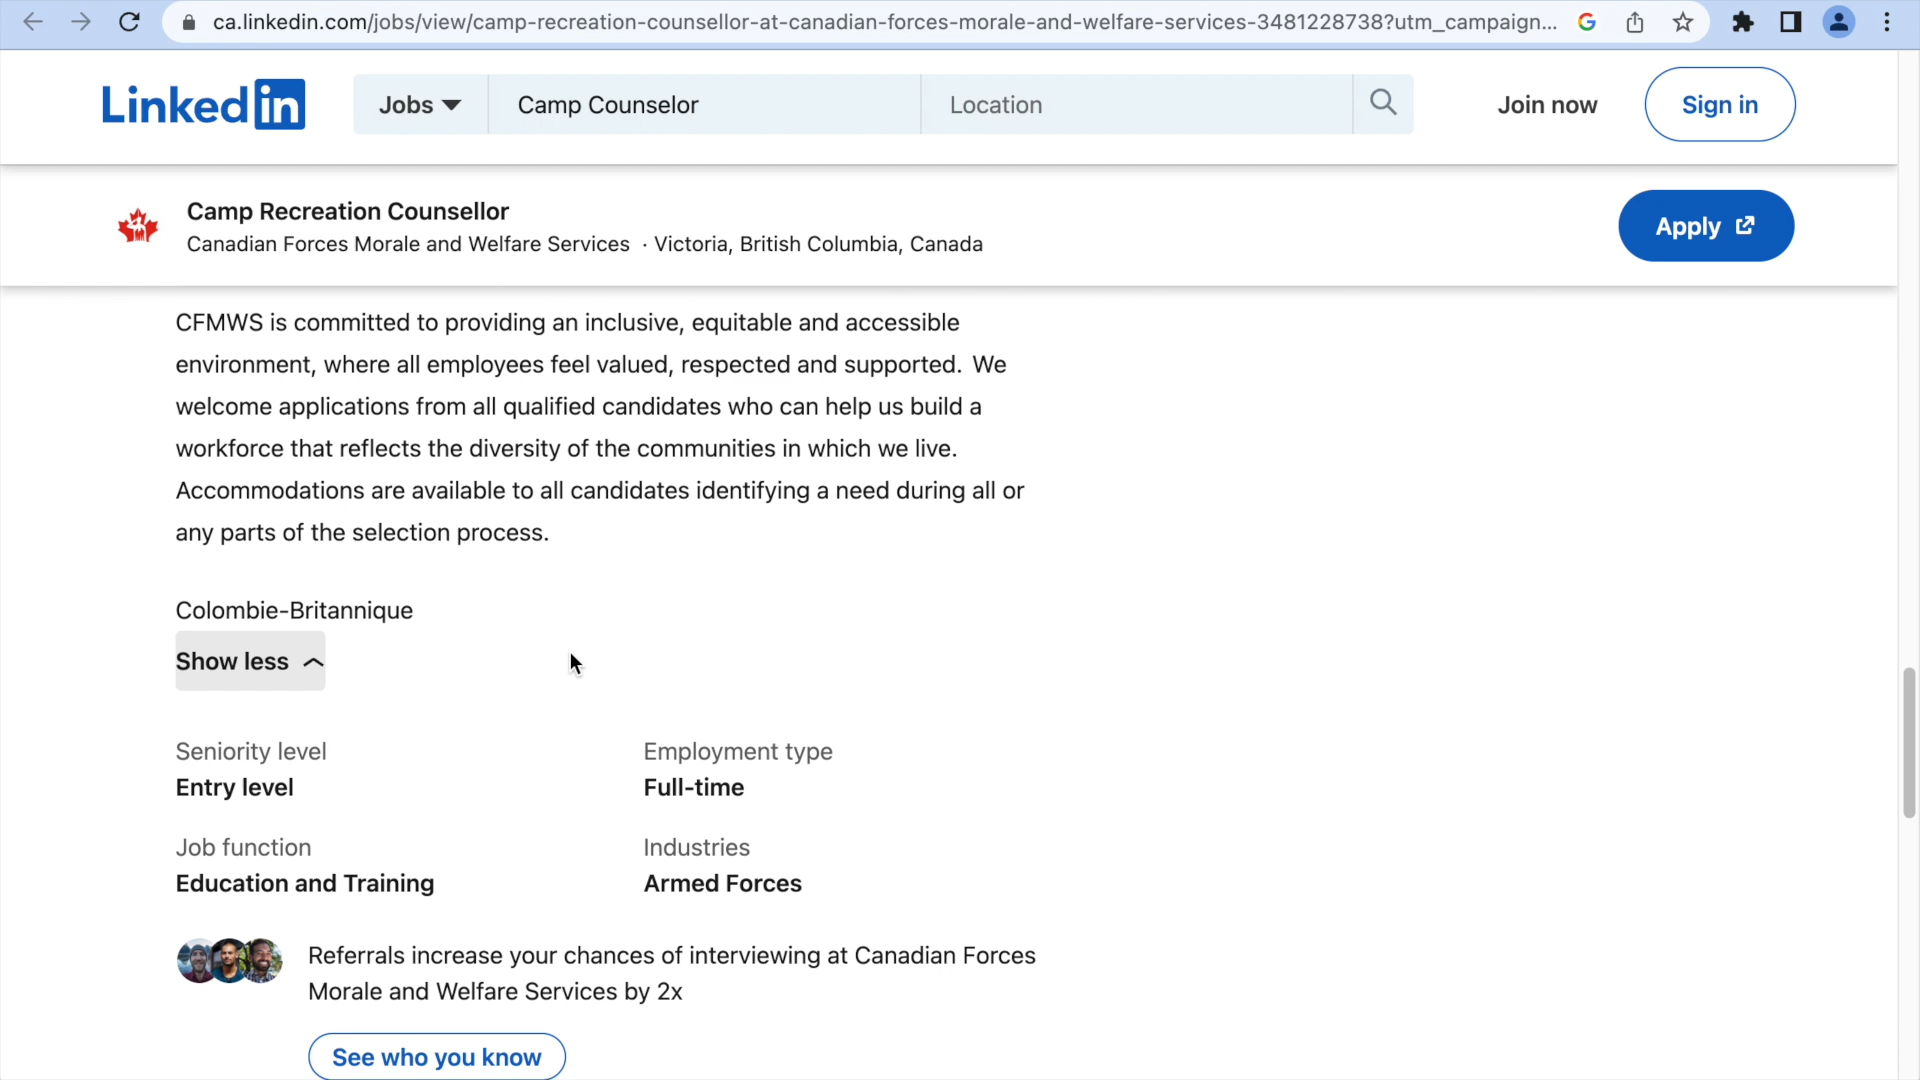 ca.linkedin.com/jobs/view/camp-recreation-counsellor-at-canadian-forces-morale-and-welfare-services-3481228738?utm_campaign...
Linkedin
Jobs
Camp Counselor
Location
Join now
Sign in
Camp Recreation Counsellor
Canadian Forces Morale and Welfare Services · Victoria, British Columbia, Canada
Apply
CFMWS is committed to providing an inclusive, equitable and accessible
environment, where all employees feel valued, respected and supported. We
welcome applications from all qualified candidates who can help us build a
workforce that reflects the diversity of the communities in which we live.
Accommodations are available to all candidates identifying a need during all or
any parts of the selection process.
Colombie-Britannique
Show less
Seniority level
Entry level
Employment type
Full-time
Job function
Education and Training
Industries
Armed Forces
Referrals increase your chances of interviewing at Canadian Forces
Morale and Welfare Services by 2x
See who you know